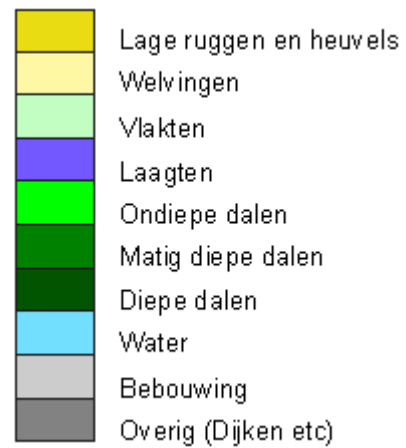 Lage ruggen en heuvels
Welvingen
Vlakten
Laagten
Ondiepe dalen
Matig diepe dalen
Diepe dalen
Water
Bebouwing
Overig (Dijken etc)